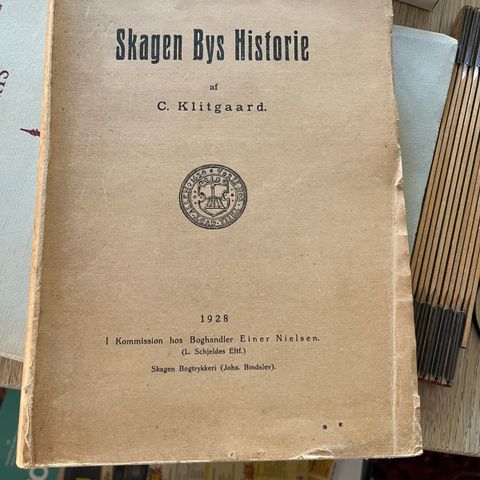 Skagen Bys Historie
af
C. Klitgaard.
1928
I Kommission hos Boghandler Einer Nielsen.
(L. Schjeldes Eftf.)
Skagen Bogtrykkeri (Johs. Bindslev).